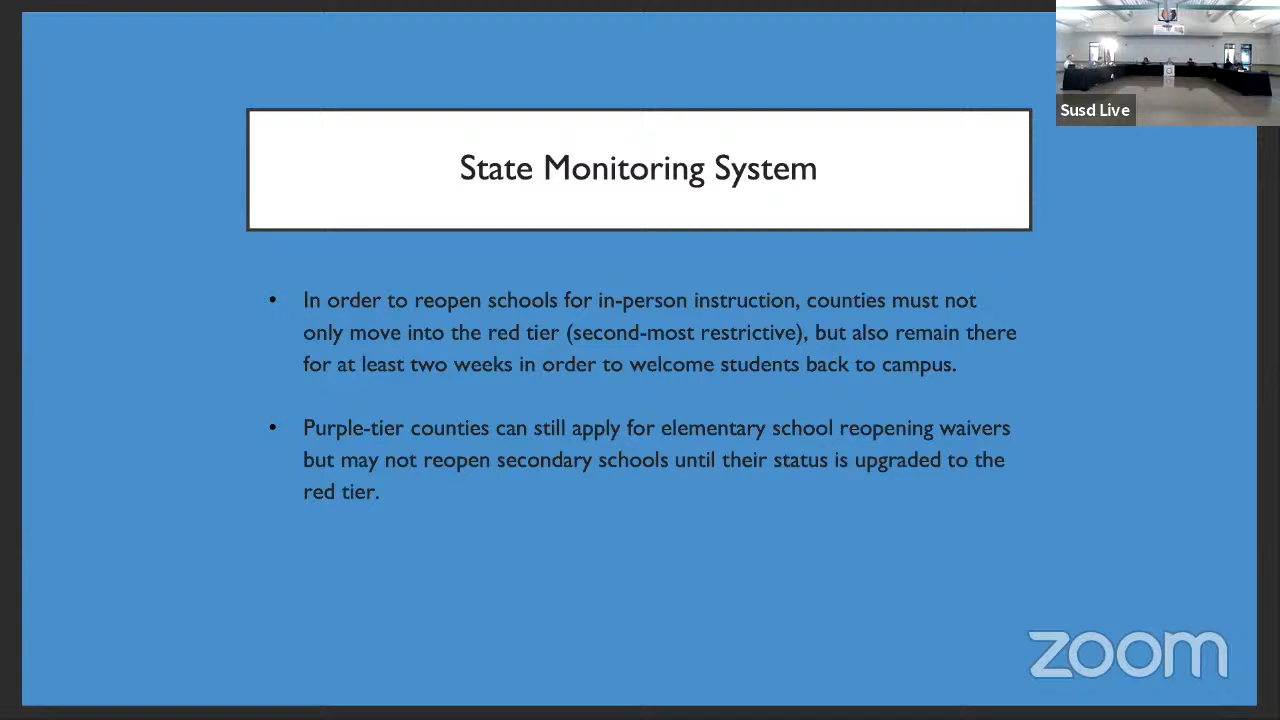 Susd Live
State Monitoring System
• In order to reopen schools for in-person instruction, counties must not
only move into the red tier (second-most restrictive), but also remain there
for at least two weeks in order to welcome students back to campus.
• Purple-tier counties can still apply for elementary school reopening waivers
but may not reopen secondary schools until their status is upgraded to the
red tier.
zoom